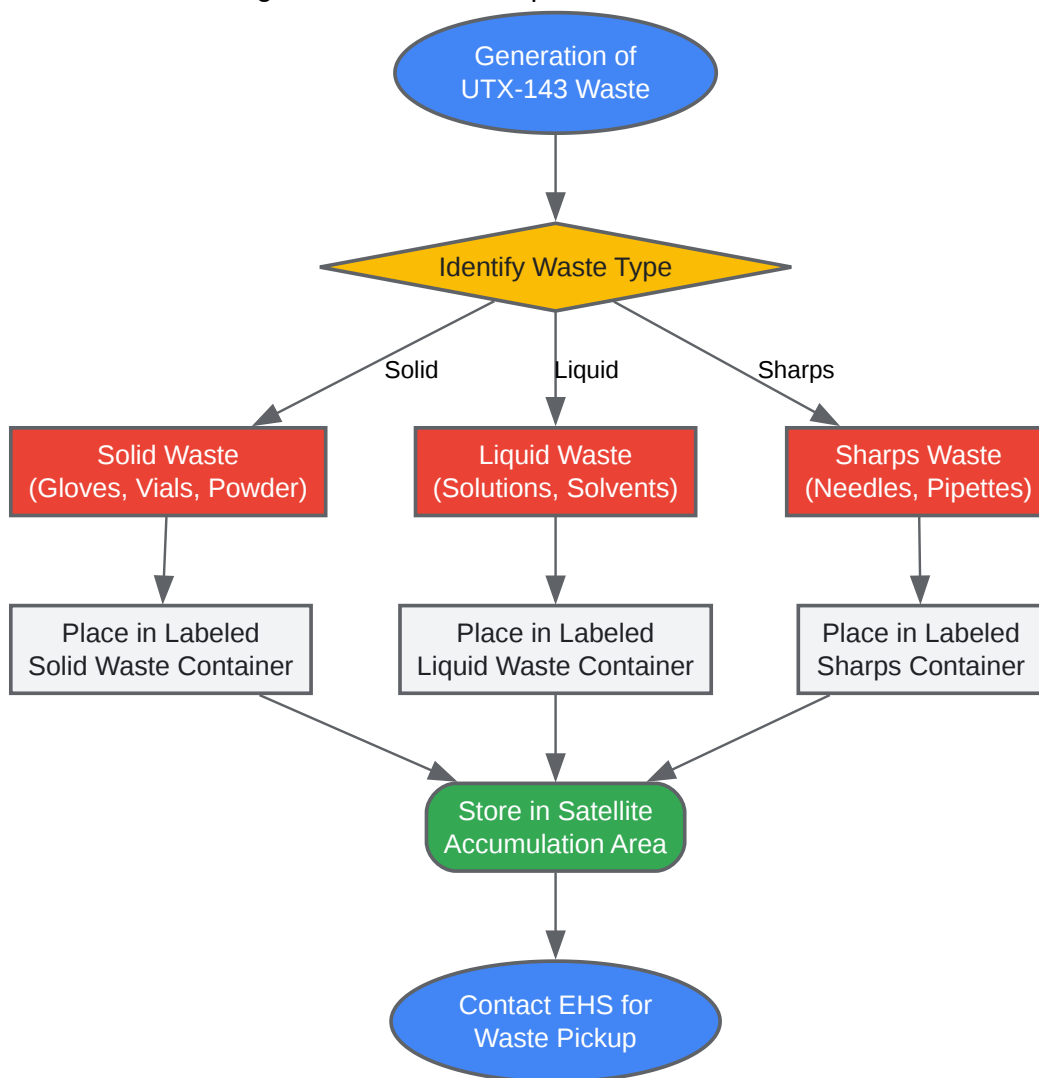 Generation of
UTX-143 Waste
Identify Waste Type
Solid
Liquid
Sharps
Solid Waste
(Gloves, Vials, Powder)
Liquid Waste
(Solutions, Solvents)
Sharps Waste
(Needles, Pipettes)
Place in Labeled
Solid Waste Container
Place in Labeled
Liquid Waste Container
Place in Labeled
Sharps Container
Store in Satellite
Accumulation Area
Contact EHS for
Waste Pickup